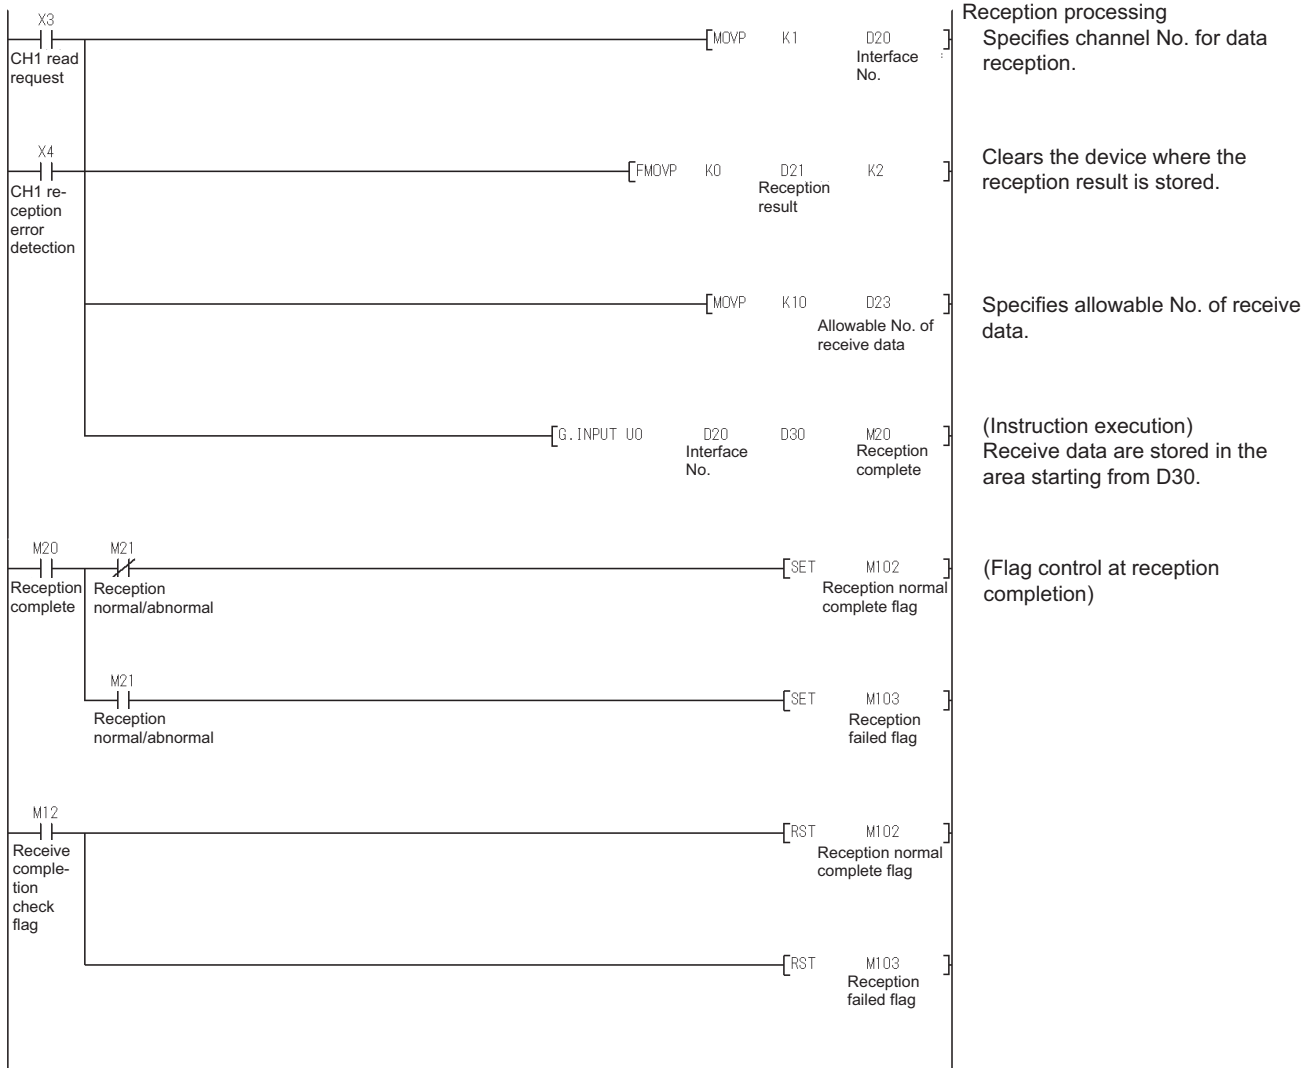 Reception processing
X3
MOVP K1 D20
Specifies channel No. for data
reception.
CH1 read
request
Interface
No.
X4
FMOVP K0 D21 K2
Clears the device where the
reception result is stored.
CH1 re-
ception
error
detection
Reception
result
MOVP K10 D23
Specifies allowable No. of receive
data.
Allowable No. of
receive data
G.INPUT U0 D20 D30 M20
(Instruction execution)
Receive data are stored in the
area starting from D30.
Interface
No.
Reception
complete
M20 M21
SET M102
(Flag control at reception
completion)
Reception
complete
Reception
normal/abnormal
Reception normal
complete flag
M21
SET M103
Reception
normal/abnormal
Reception
failed flag
M12
RST M102
Receive
comple-
tion
check
flag
Reception normal
complete flag
RST M103
Reception
failed flag